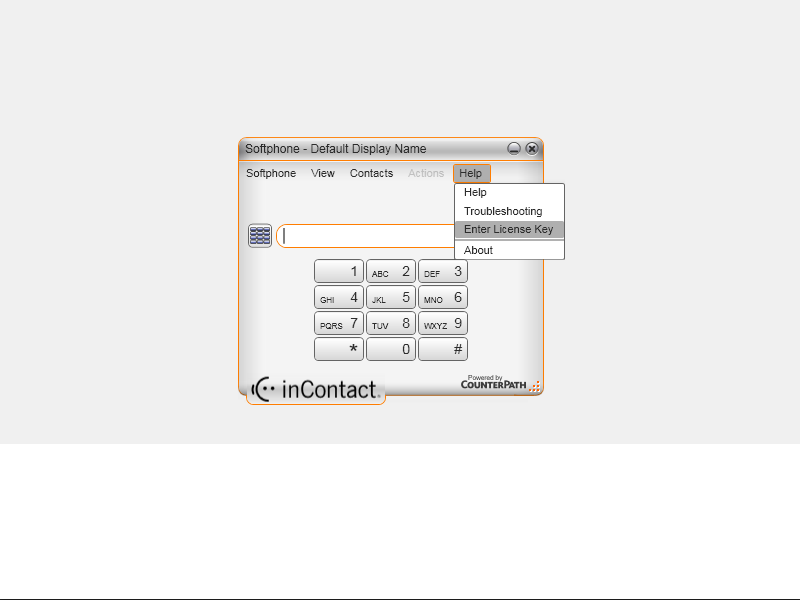 Softphone - Default Display Name
Softphone View Contacts Actions Help
Help
Troubleshooting
Enter License Key
About
1 ABC 2 DEF 3
GHI 4 JKL 5 MNO 6
PQRS 7 TUV 8 WXYZ 9
* 0 #
inContact
Powered by
COUNTERPATH